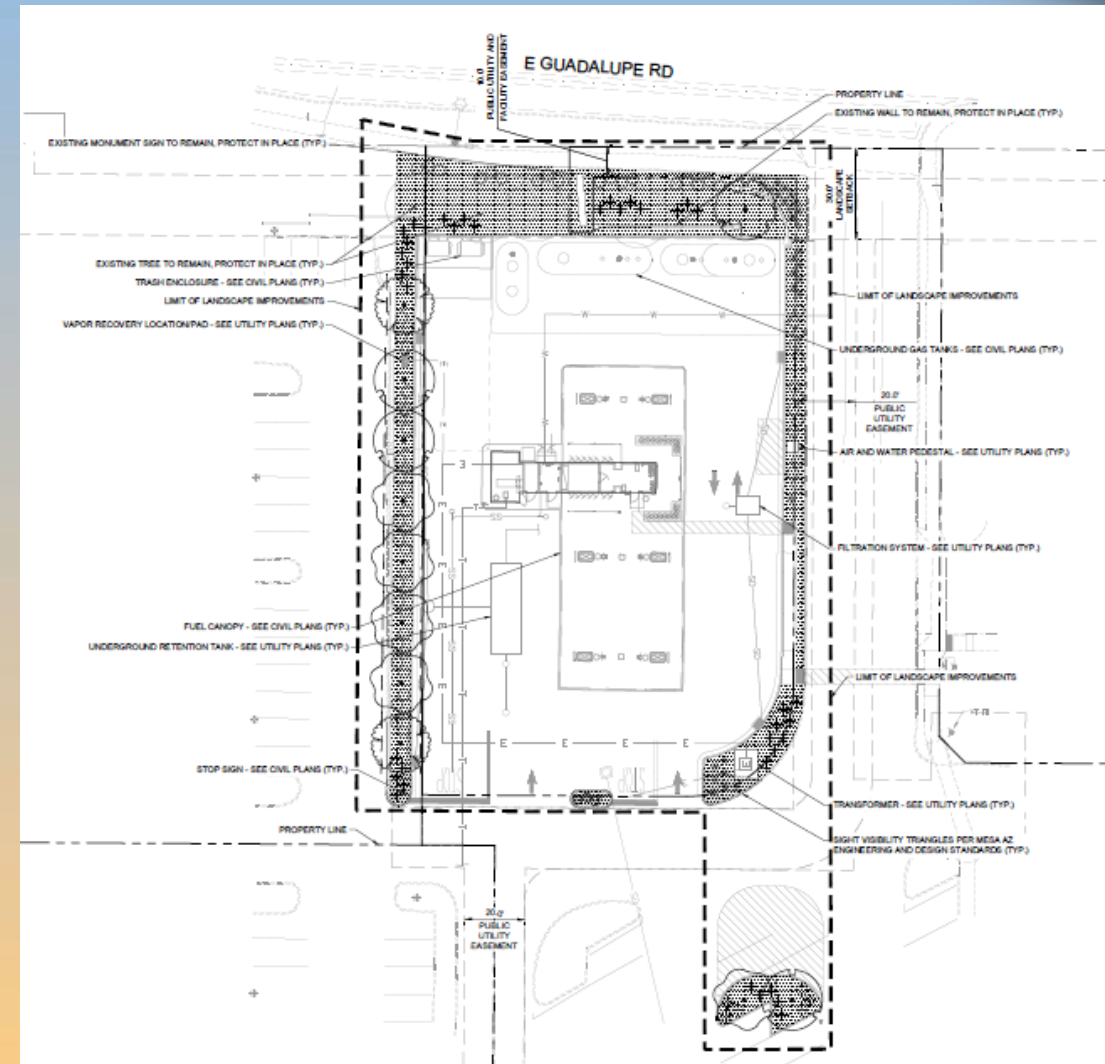 E GUADALUPE RD
10.0'
PUBLIC UTILITY AND
FACILITY EASEMENT
PROPERTY LINE
EXISTING WALL TO REMAIN, PROTECT IN PLACE (TYP.)
EXISTING MONUMENT SIGN TO REMAIN, PROTECT IN PLACE (TYP.)
30.0'
LANDSCAPE
SETBACK
EXISTING TREE TO REMAIN, PROTECT IN PLACE (TYP.)
TRASH ENCLOSURE - SEE CIVIL PLANS (TYP.)
LIMIT OF LANDSCAPE IMPROVEMENTS
VAPOR RECOVERY LOCATION/PAD - SEE UTILITY PLANS (TYP.)
LIMIT OF LANDSCAPE IMPROVEMENTS
UNDERGROUND GAS TANKS - SEE CIVIL PLANS (TYP.)
20.0'
PUBLIC
UTILITY
EASEMENT
AIR AND WATER PEDESTAL - SEE UTILITY PLANS (TYP.)
FILTRATION SYSTEM - SEE UTILITY PLANS (TYP.)
FUEL CANOPY - SEE CIVIL PLANS (TYP.)
UNDERGROUND RETENTION TANK - SEE UTILITY PLANS (TYP.)
LIMIT OF LANDSCAPE IMPROVEMENTS
E E E E
STOP SIGN - SEE CIVIL PLANS (TYP.)
TRANSFORMER - SEE UTILITY PLANS (TYP.)
PROPERTY LINE
SIGHT VISIBILITY TRIANGLES PER MESA AZ
ENGINEERING AND DESIGN STANDARDS (TYP.)
20.0'
PUBLIC
UTILITY
EASEMENT